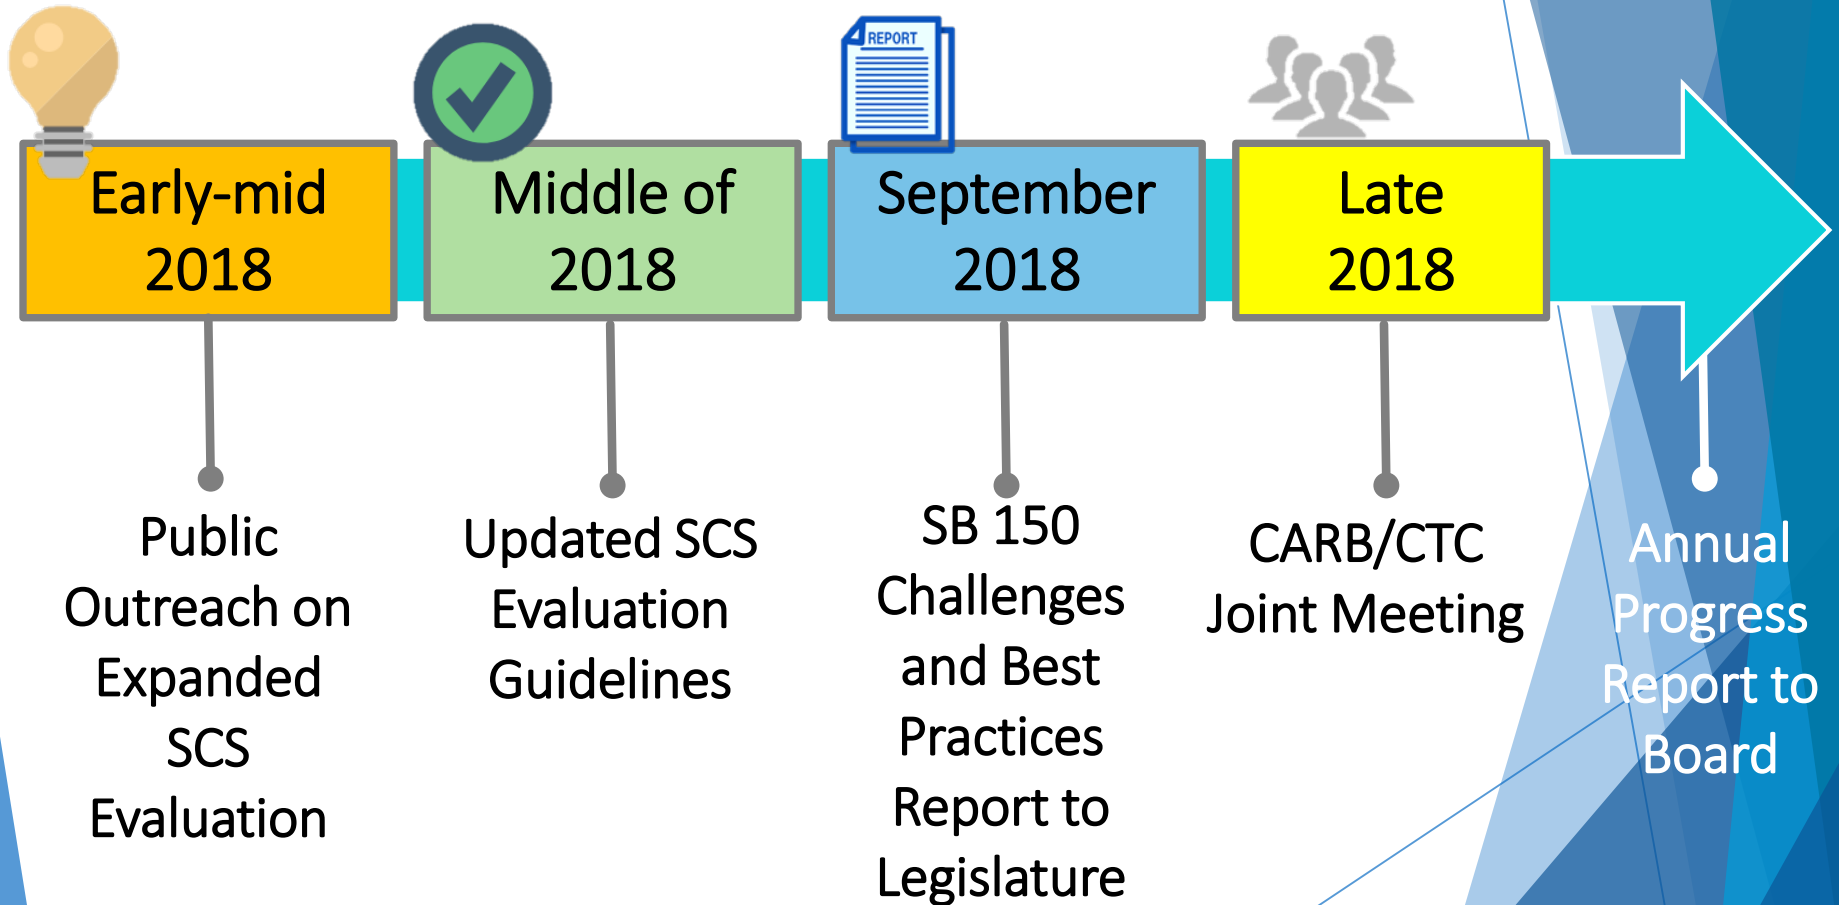 REPORT
Early-mid
2018
Middle of
2018
September
2018
Late
2018
Public
Outreach on
Expanded
SCS
Evaluation
Updated SCS
Evaluation
Guidelines
SB 150
Challenges
and Best
Practices
Report to
Legislature
CARB/CTC
Joint Meeting
Annual
Progress
Report to
Board